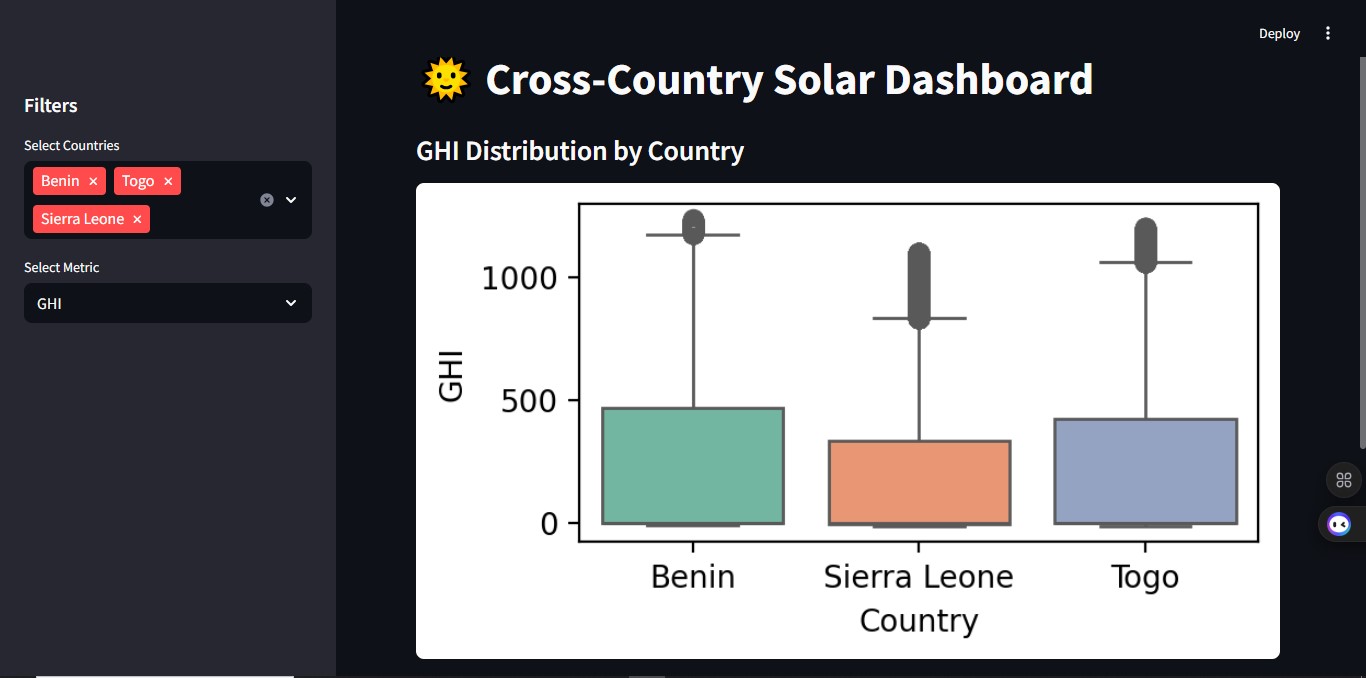 Deploy
Filters
Select Countries
Benin × Togo ×
Sierra Leone ×
Select Metric
GHI
🌞 Cross-Country Solar Dashboard
GHI Distribution by Country
GHI
1000
500
0
Benin Sierra Leone Togo
Country